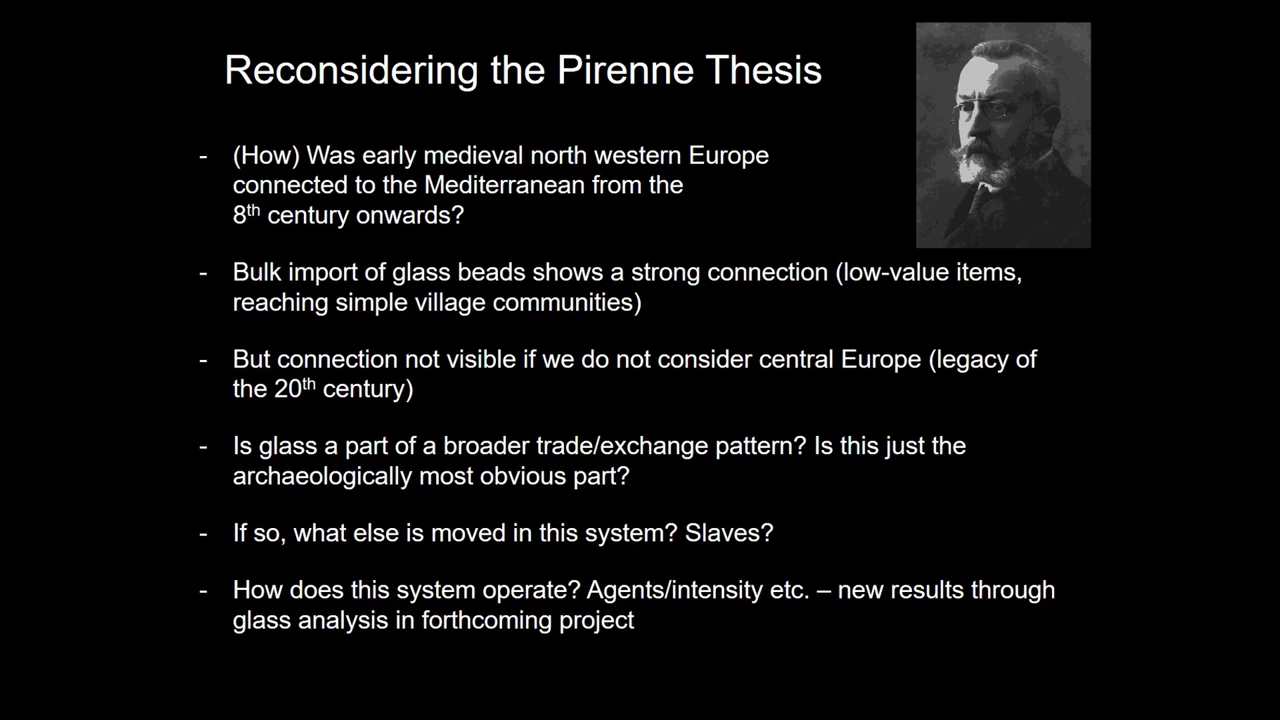 Reconsidering the Pirenne Thesis
- (How) Was early medieval north western Europe
connected to the Mediterranean from the
8th century onwards?
- Bulk import of glass beads shows a strong connection (low-value items,
reaching simple village communities)
- But connection not visible if we do not consider central Europe (legacy of
the 20th century)
- Is glass a part of a broader trade/exchange pattern? Is this just the
archaeologically most obvious part?
- If so, what else is moved in this system? Slaves?
- How does this system operate? Agents/intensity etc. – new results through
glass analysis in forthcoming project